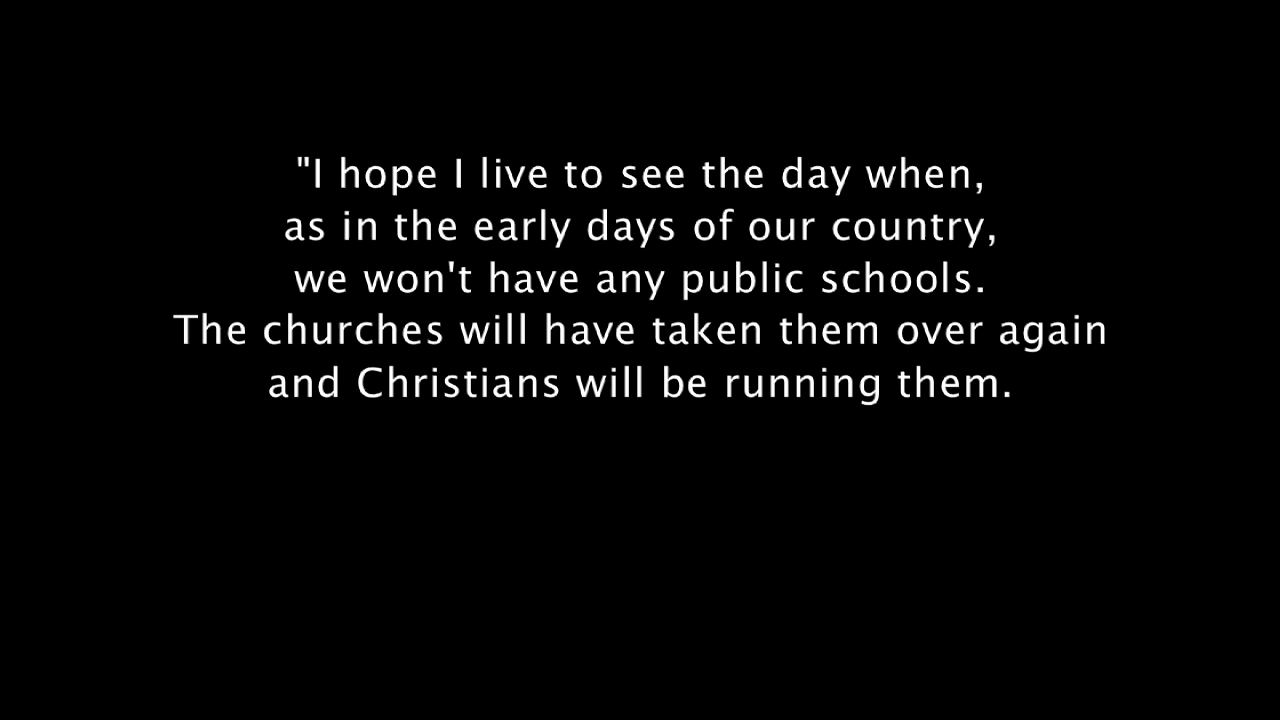 "I hope I live to see the day when,
as in the early days of our country,
we won't have any public schools.
The churches will have taken them over again
and Christians will be running them.